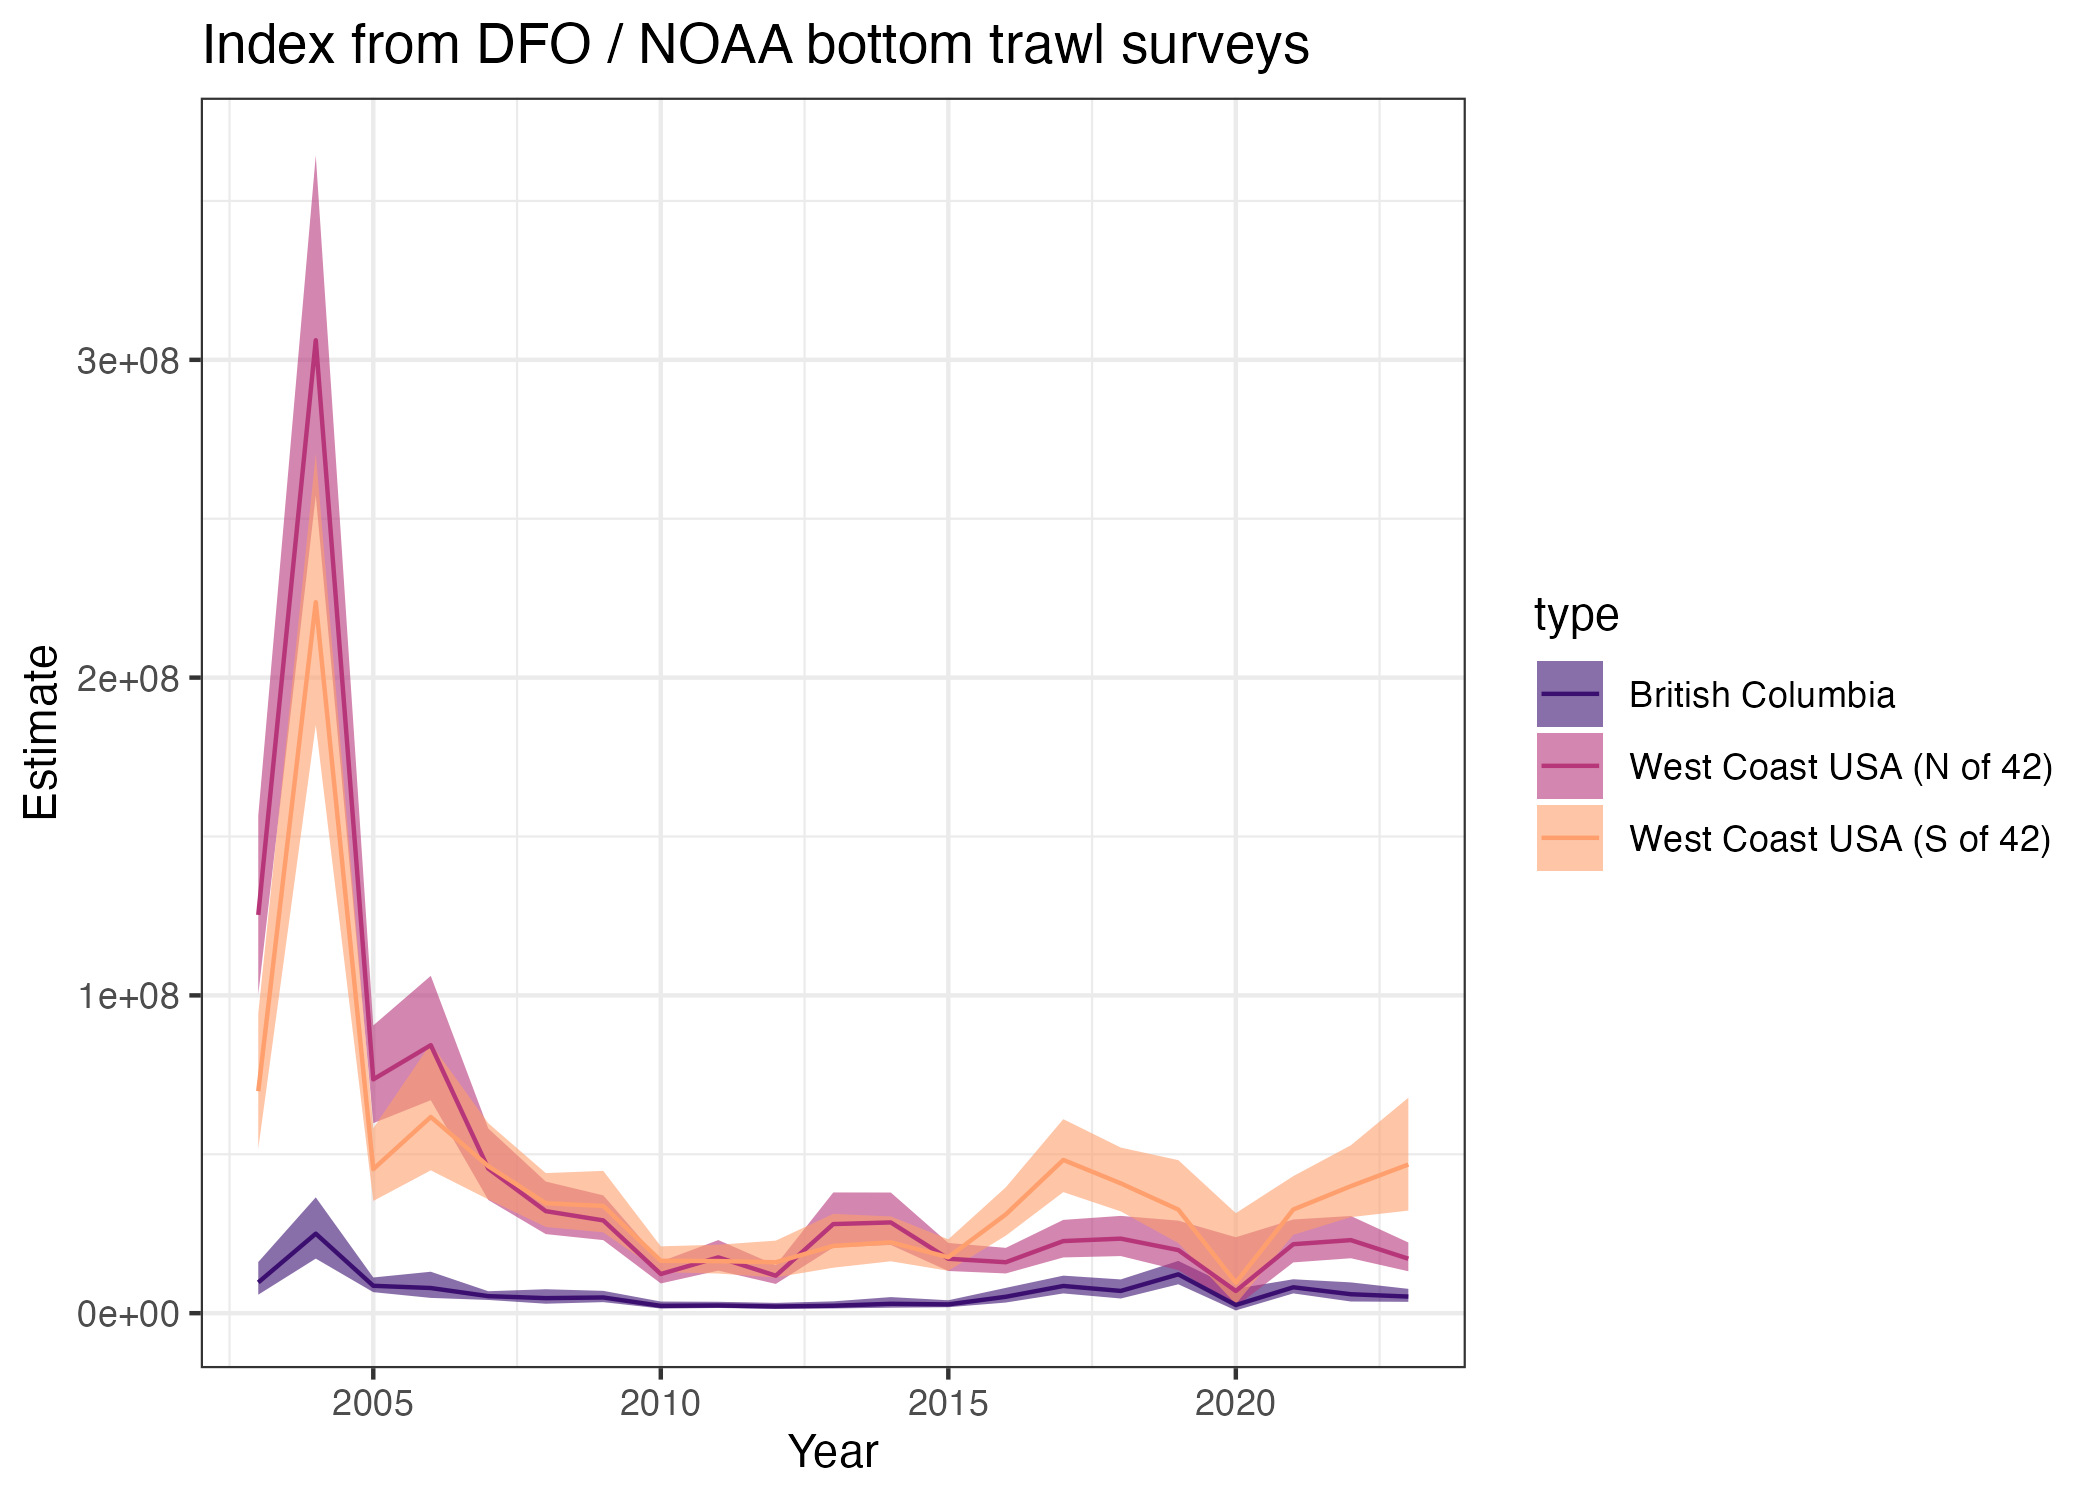 Index from DFO / NOAA bottom trawl surveys
3e+08
2e+08
1e+08
0e+00
Estimate
2005
2010
2015
2020
Year
type
British Columbia
West Coast USA (N of 42)
West Coast USA (S of 42)